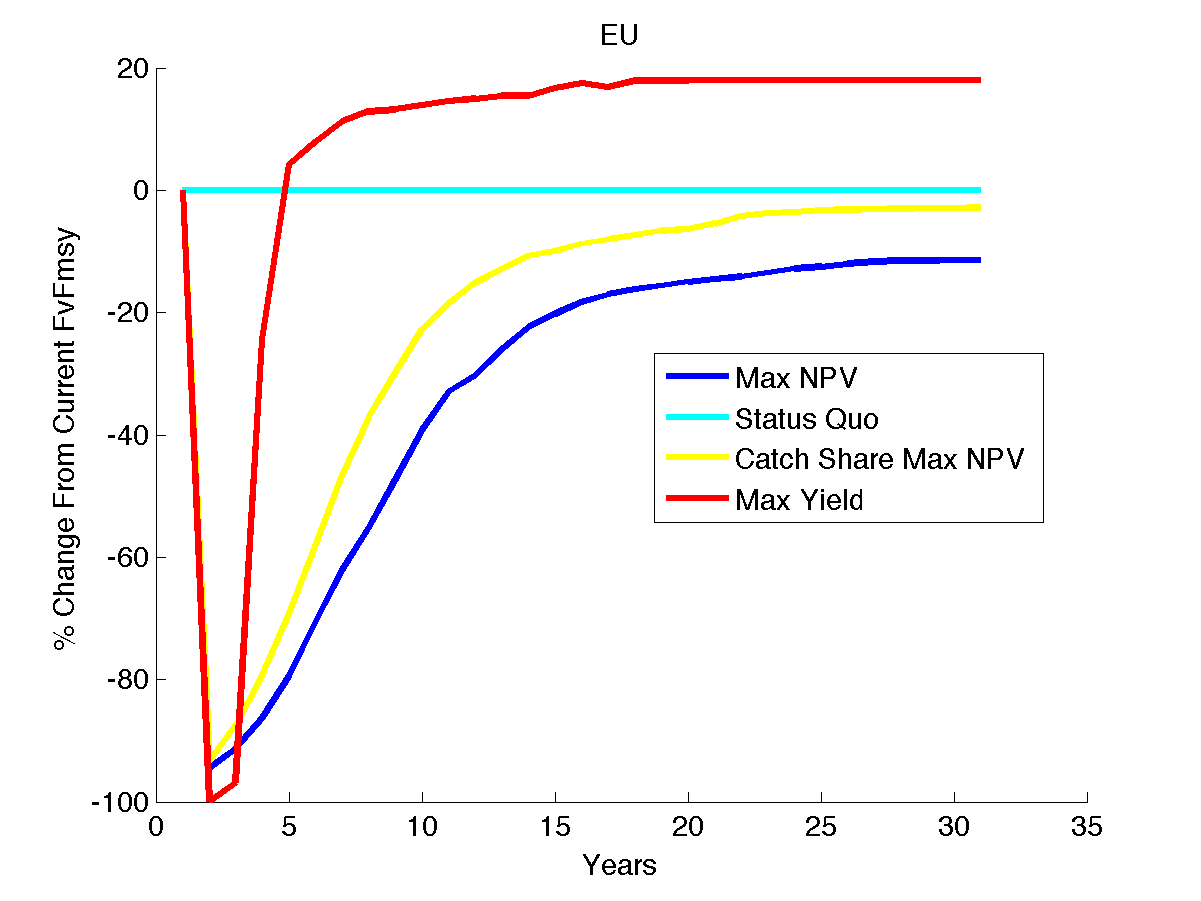 EU
20
0
-20
-40
-60
-80
-100
% Change From Current FvFmsy
0 5 10 15 20 25 30 35
Years
Max NPV
Status Quo
Catch Share Max NPV
Max Yield